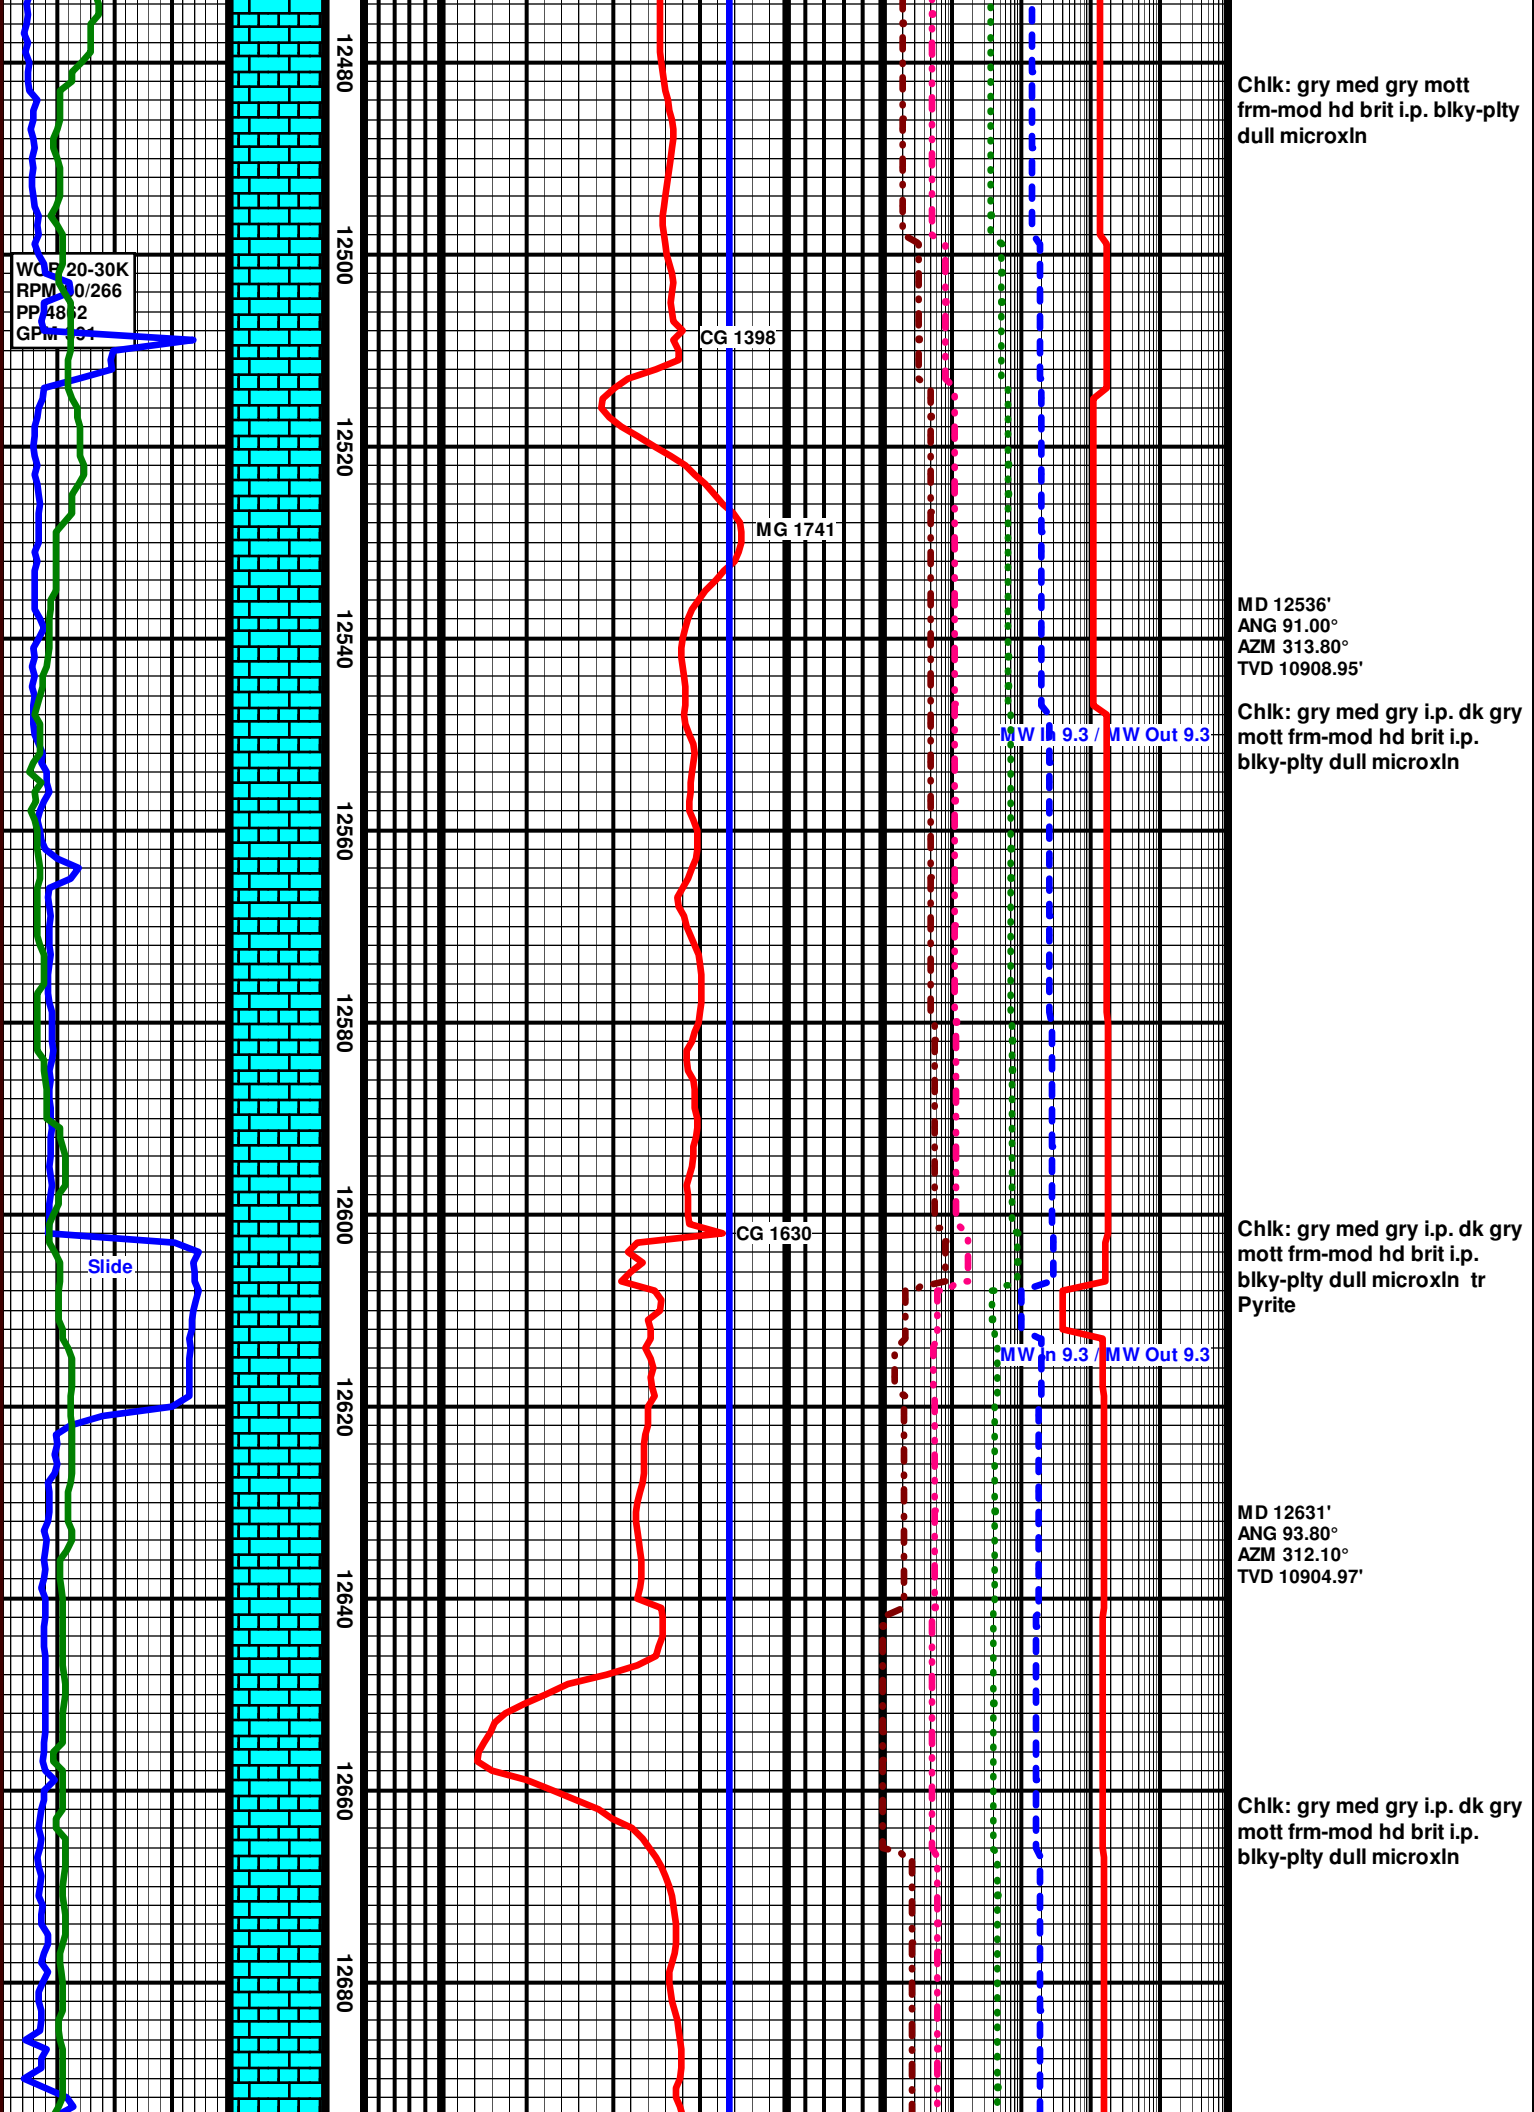 12480
Chlk: gry med gry mott
frm-mod hd brit i.p. blky-plty
dull microxln
12500
WOB 20-30K
/266
PP 4862
GPM
CG 1398
12520
MG 1741
MD 12536'
ANG 91.00°
AZM 313.80°
TVD 10908.95'
12540
Chlk: gry med gry i.p. dk gry
mott frm-mod hd brit i.p.
blky-plty dull microxln
MW In 9.3 / MW Out 9.3
12560
12580
12600
CG 1630
Slide
Chlk: gry med gry i.p. dk gry
mott frm-mod hd brit i.p.
blky-plty dull microxln tr
Pyrite
MW In 9.3 / MW Out 9.3
12620
MD 12631'
ANG 93.80°
AZM 312.10°
TVD 10904.97'
12640
12660
Chlk: gry med gry i.p. dk gry
mott frm-mod hd brit i.p.
blky-plty dull microxln
12680